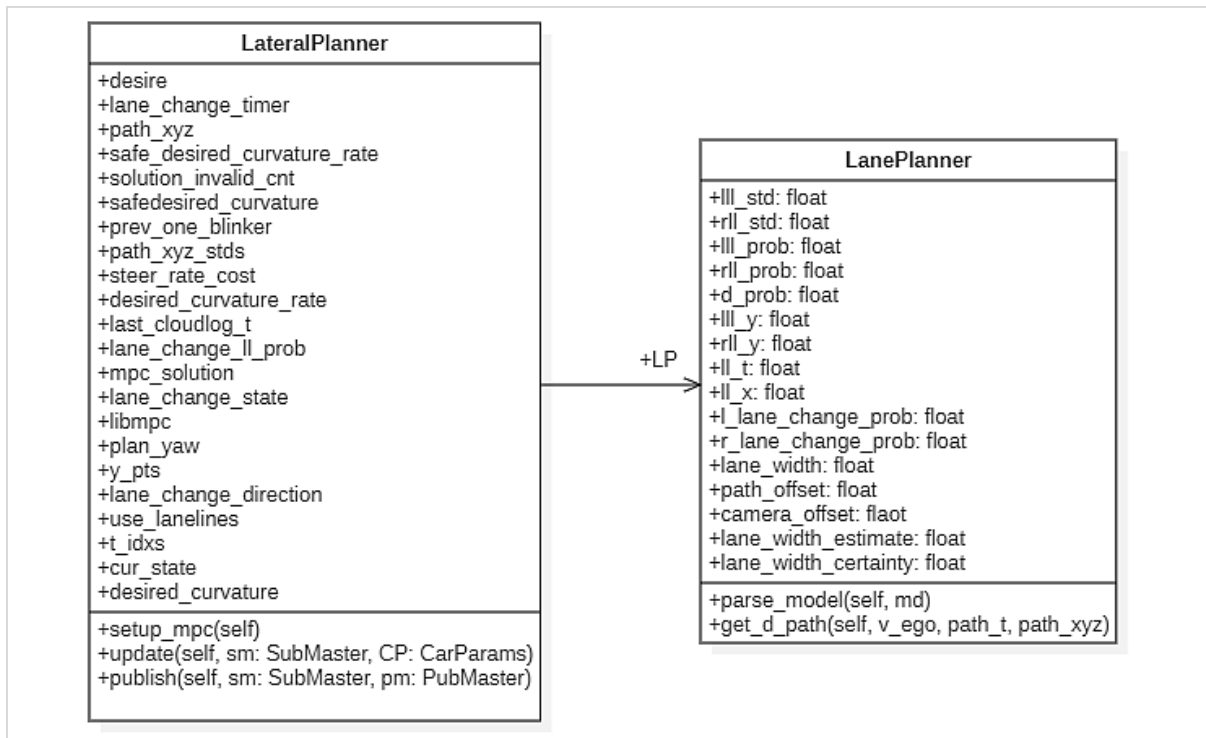 LateralPlanner
+desire
+lane_change_timer
+path_xyz
+safe_desired_curvature_rate
+solution_invalid_cnt
+safedesired_curvature
+prev_one_blinker
+path_xyz_stds
+steer_rate_cost
+desired_curvature_rate
+last_cloudlog_t
+lane_change_ll_prob
+mpc_solution
+lane_change_state
+libmpc
+plan_yaw
+y_pts
+lane_change_direction
+use_lanelines
+t_idxs
+cur_state
+desired_curvature
+setup_mpc(self)
+update(self, sm: SubMaster, CP: CarParams)
+publish(self, sm: SubMaster, pm: PubMaster)
+LP
LanePlanner
+lll_std: float
+rll_std: float
+lll_prob: float
+rll_prob: float
+d_prob: float
+lll_y: float
+rll_y: float
+ll_t: float
+ll_x: float
+l_lane_change_prob: float
+r_lane_change_prob: float
+lane_width: float
+path_offset: float
+camera_offset: flaot
+lane_width_estimate: float
+lane_width_certainty: float
+parse_model(self, md)
+get_d_path(self, v_ego, path_t, path_xyz)